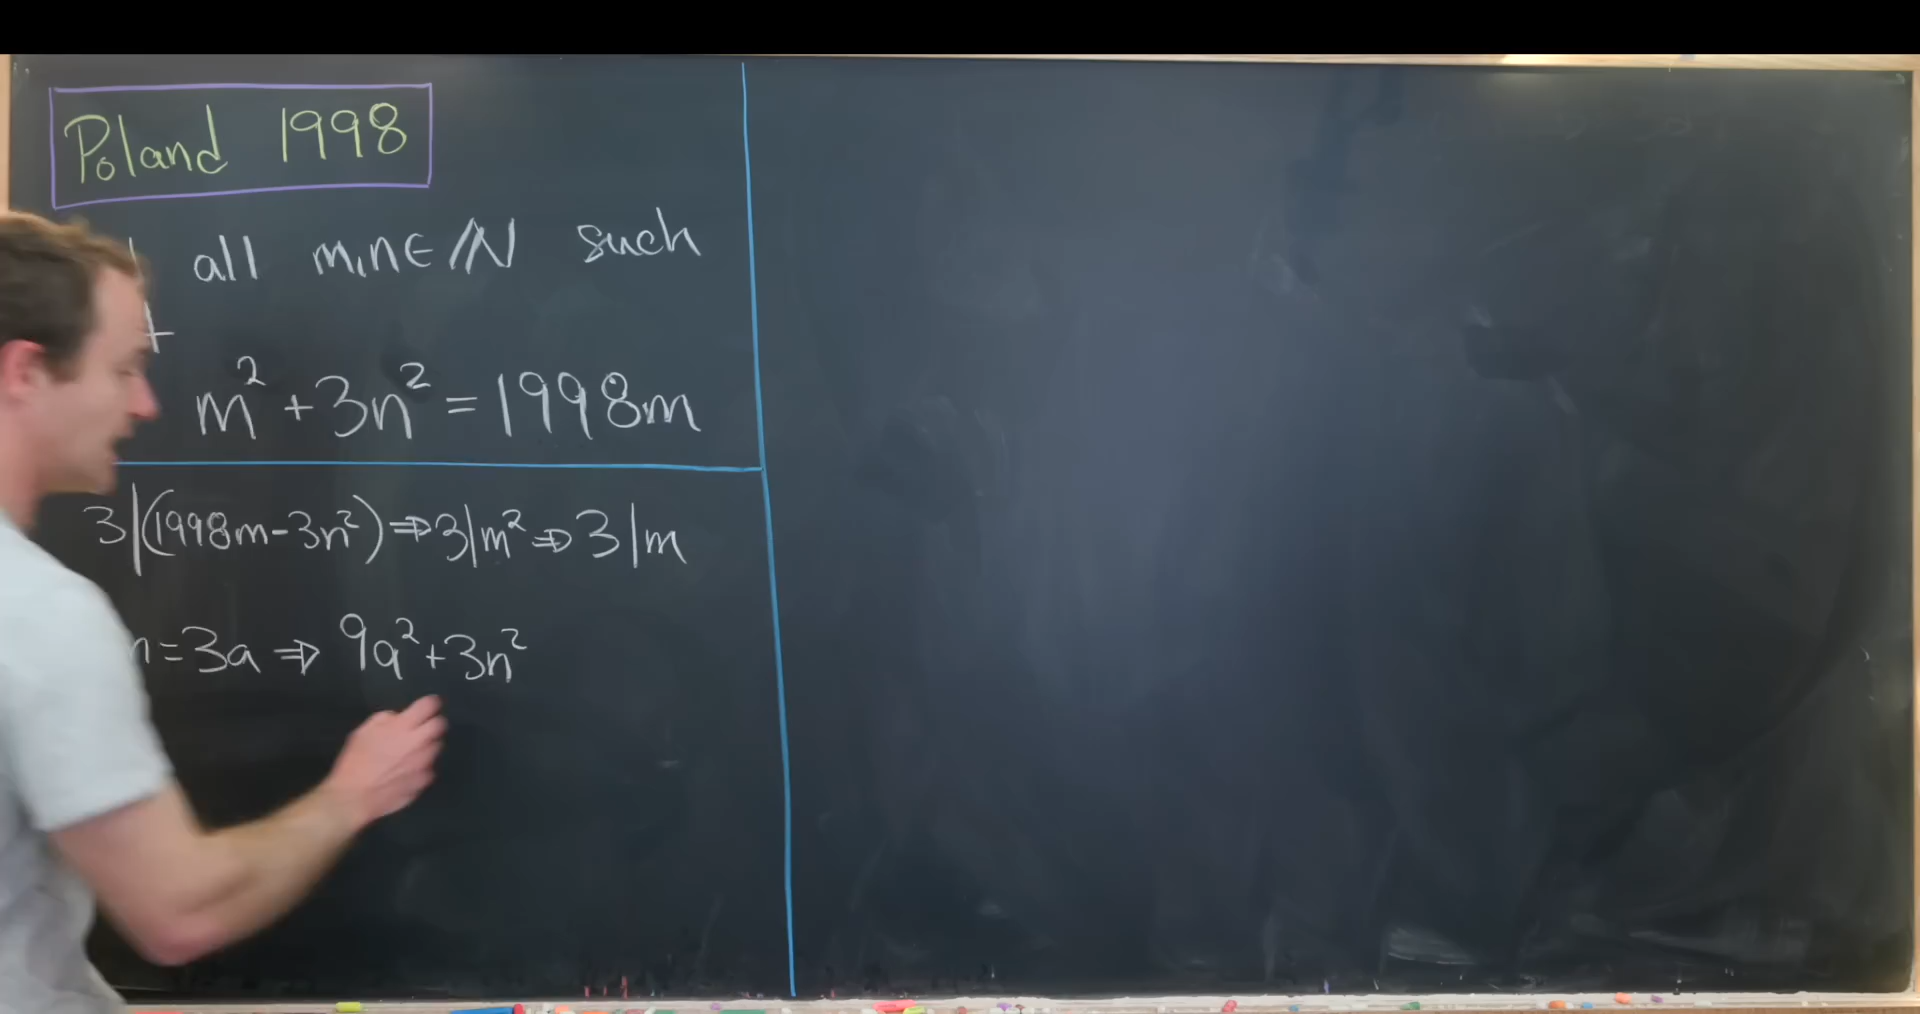 Poland 1998
all m,n∈ℕ such
m² + 3n² = 1998m
3|(1998m-3n²) ⇒ 3|m² ⇒ 3|m
=3a ⇒ 9a²+3n²